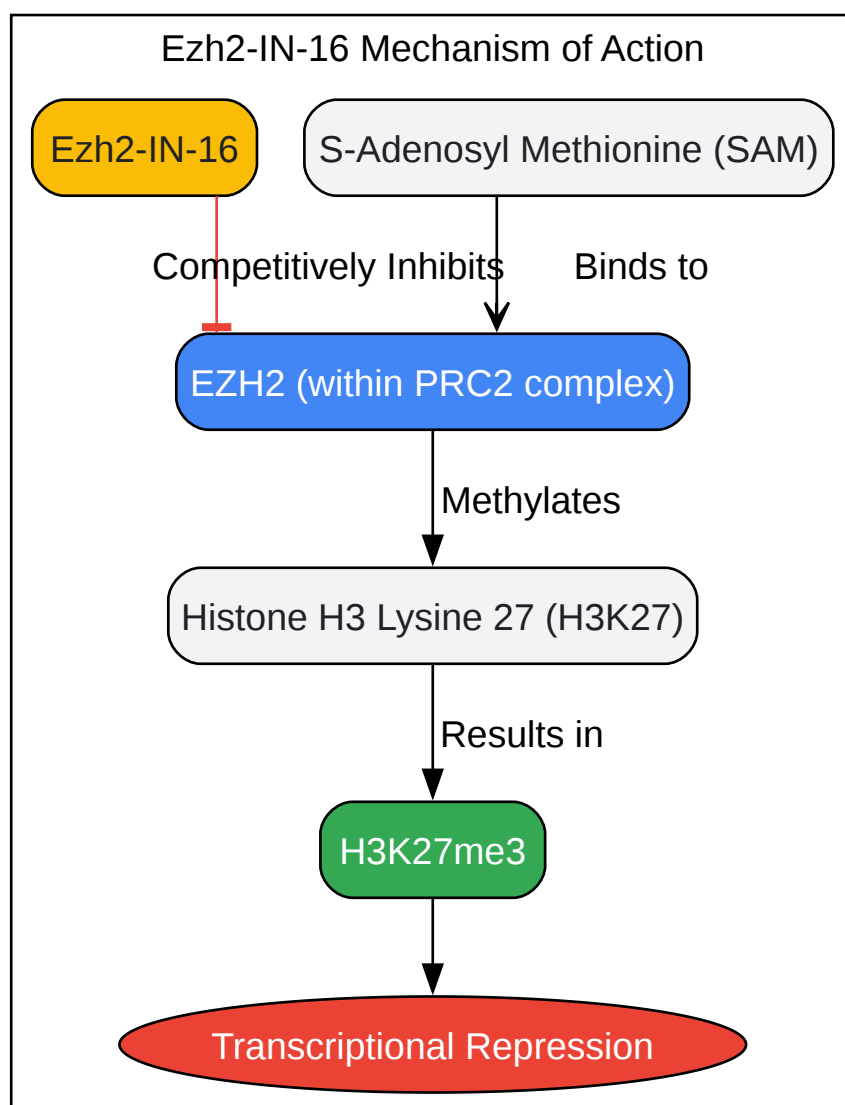 Ezh2-IN-16 Mechanism of Action
Ezh2-IN-16
S-Adenosyl Methionine (SAM)
Competitively Inhibits
Binds to
EZH2 (within PRC2 complex)
Methylates
Histone H3 Lysine 27 (H3K27)
Results in
H3K27me3
Transcriptional Repression